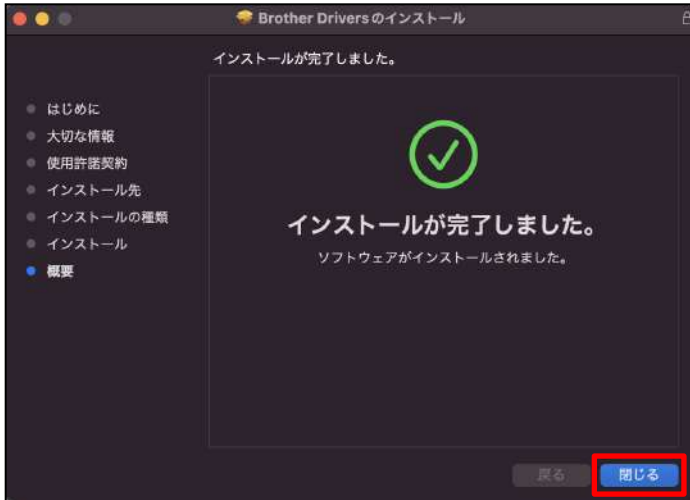 Brother Driversのインストール
インストールが完了しました。
はじめに
大切な情報
使用許諾契約
インストール先
インストールの種類
インストール
概要
インストールが完了しました。
ソフトウェアがインストールされました。
戻る
閉じる